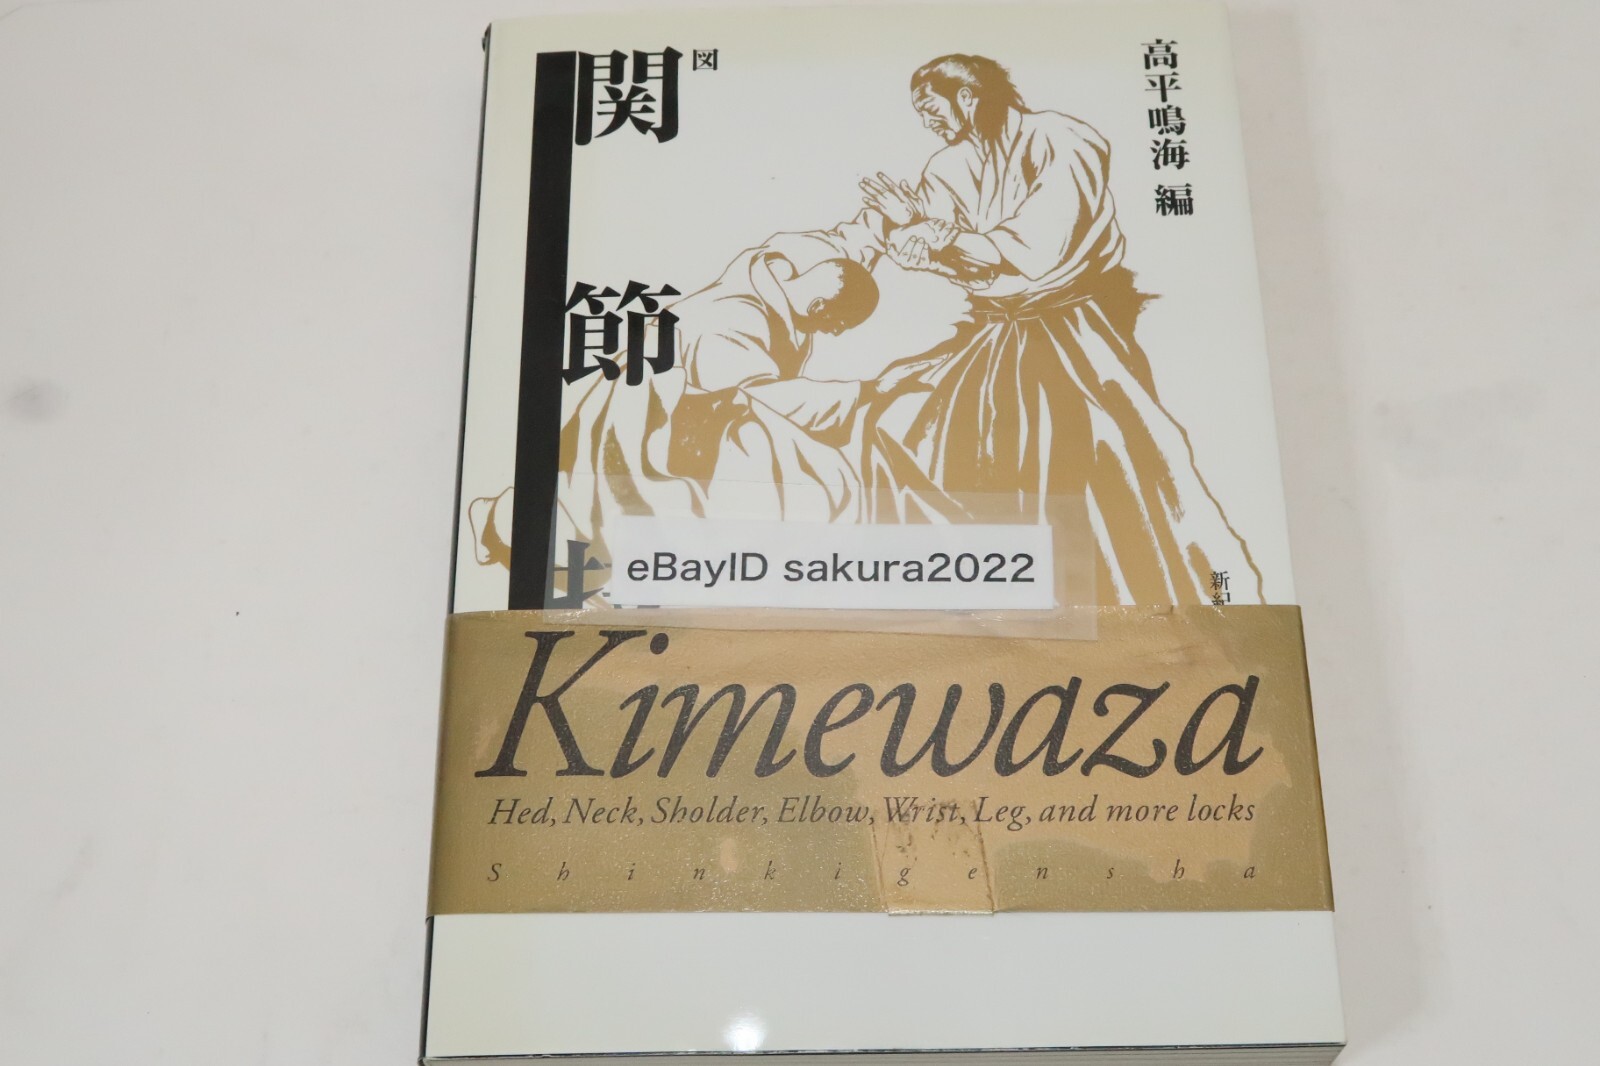 図
関節
高平鳴海 編
新紀
eBayID sakura2022
Kimewaza
Hed, Neck, Sholder, Elbow, Wrist, Leg, and more locks
Shinkigensha